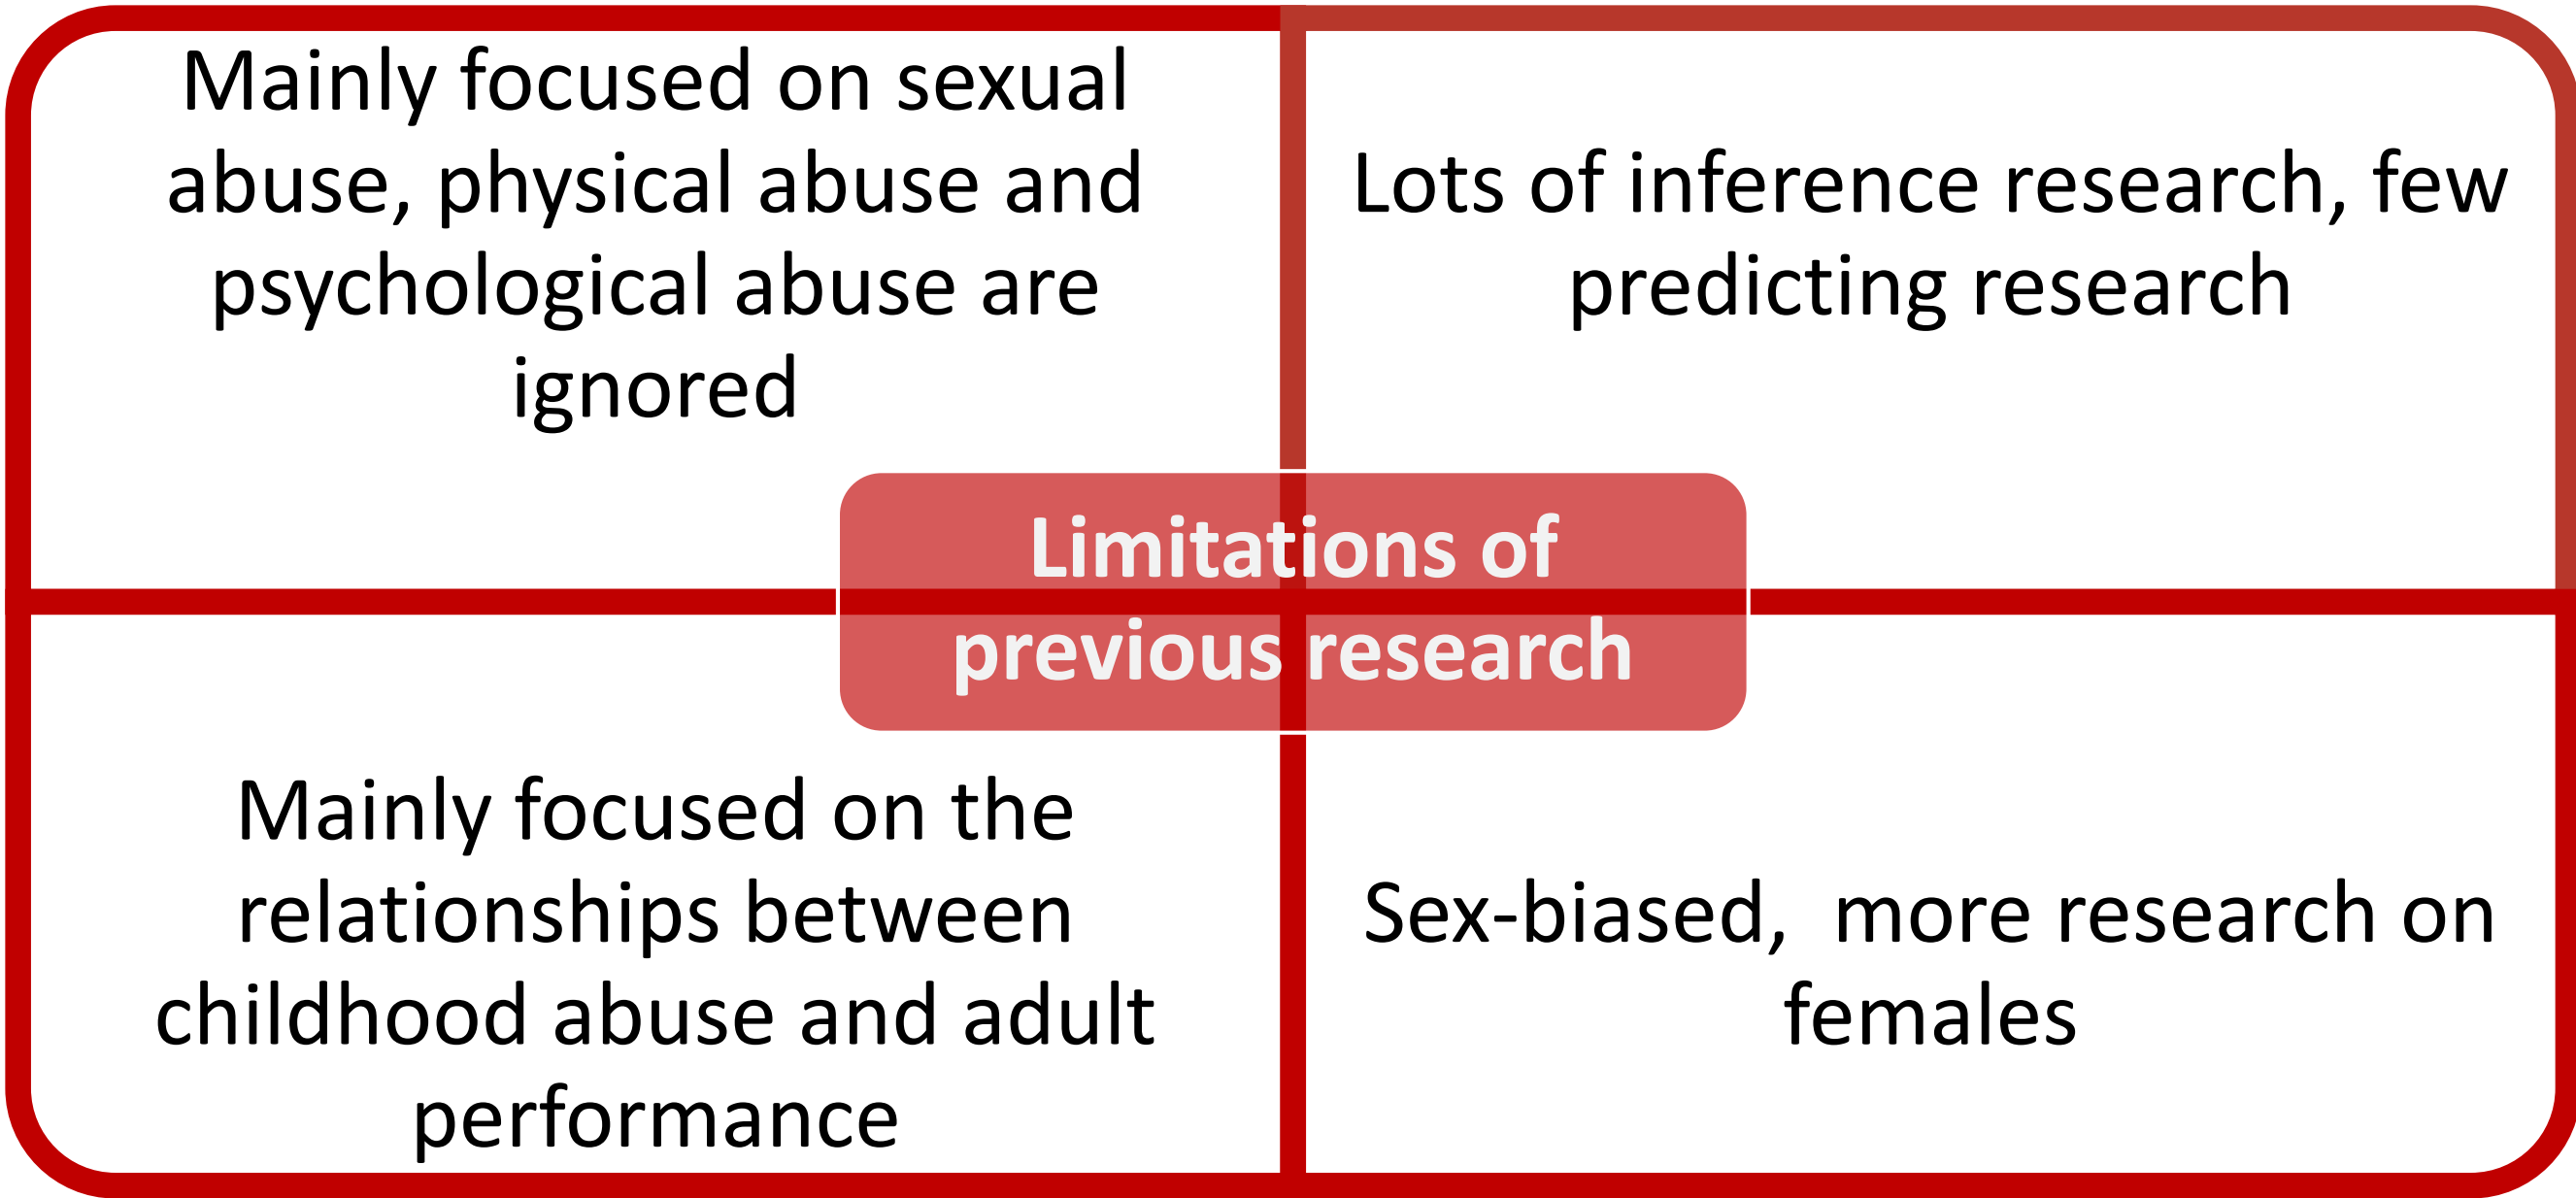 Mainly focused on sexual
abuse, physical abuse and
psychological abuse are
ignored
Lots of inference research, few
predicting research
Limitations of
previous research
Mainly focused on the
relationships between
childhood abuse and adult
performance
Sex-biased,  more research on
females